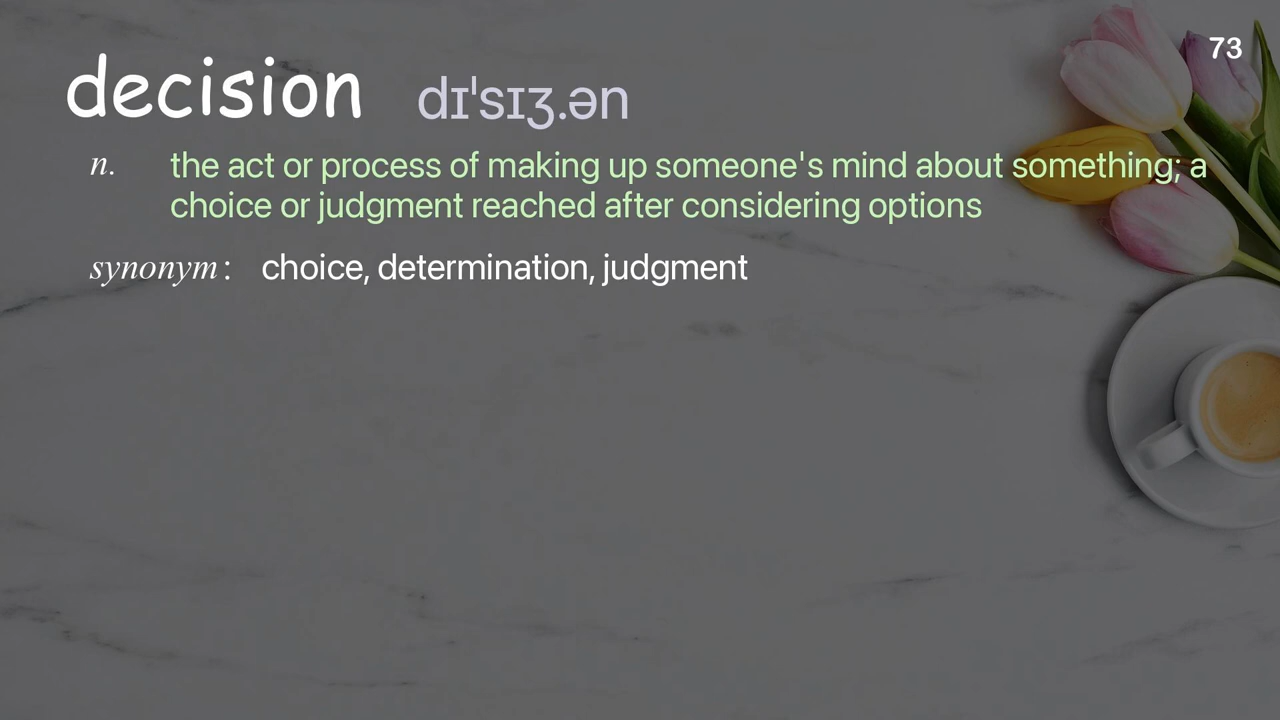 73
decision dɪˈsɪʒ.ən
n. the act or process of making up someone's mind about something; a
choice or judgment reached after considering options
synonym: choice, determination, judgment